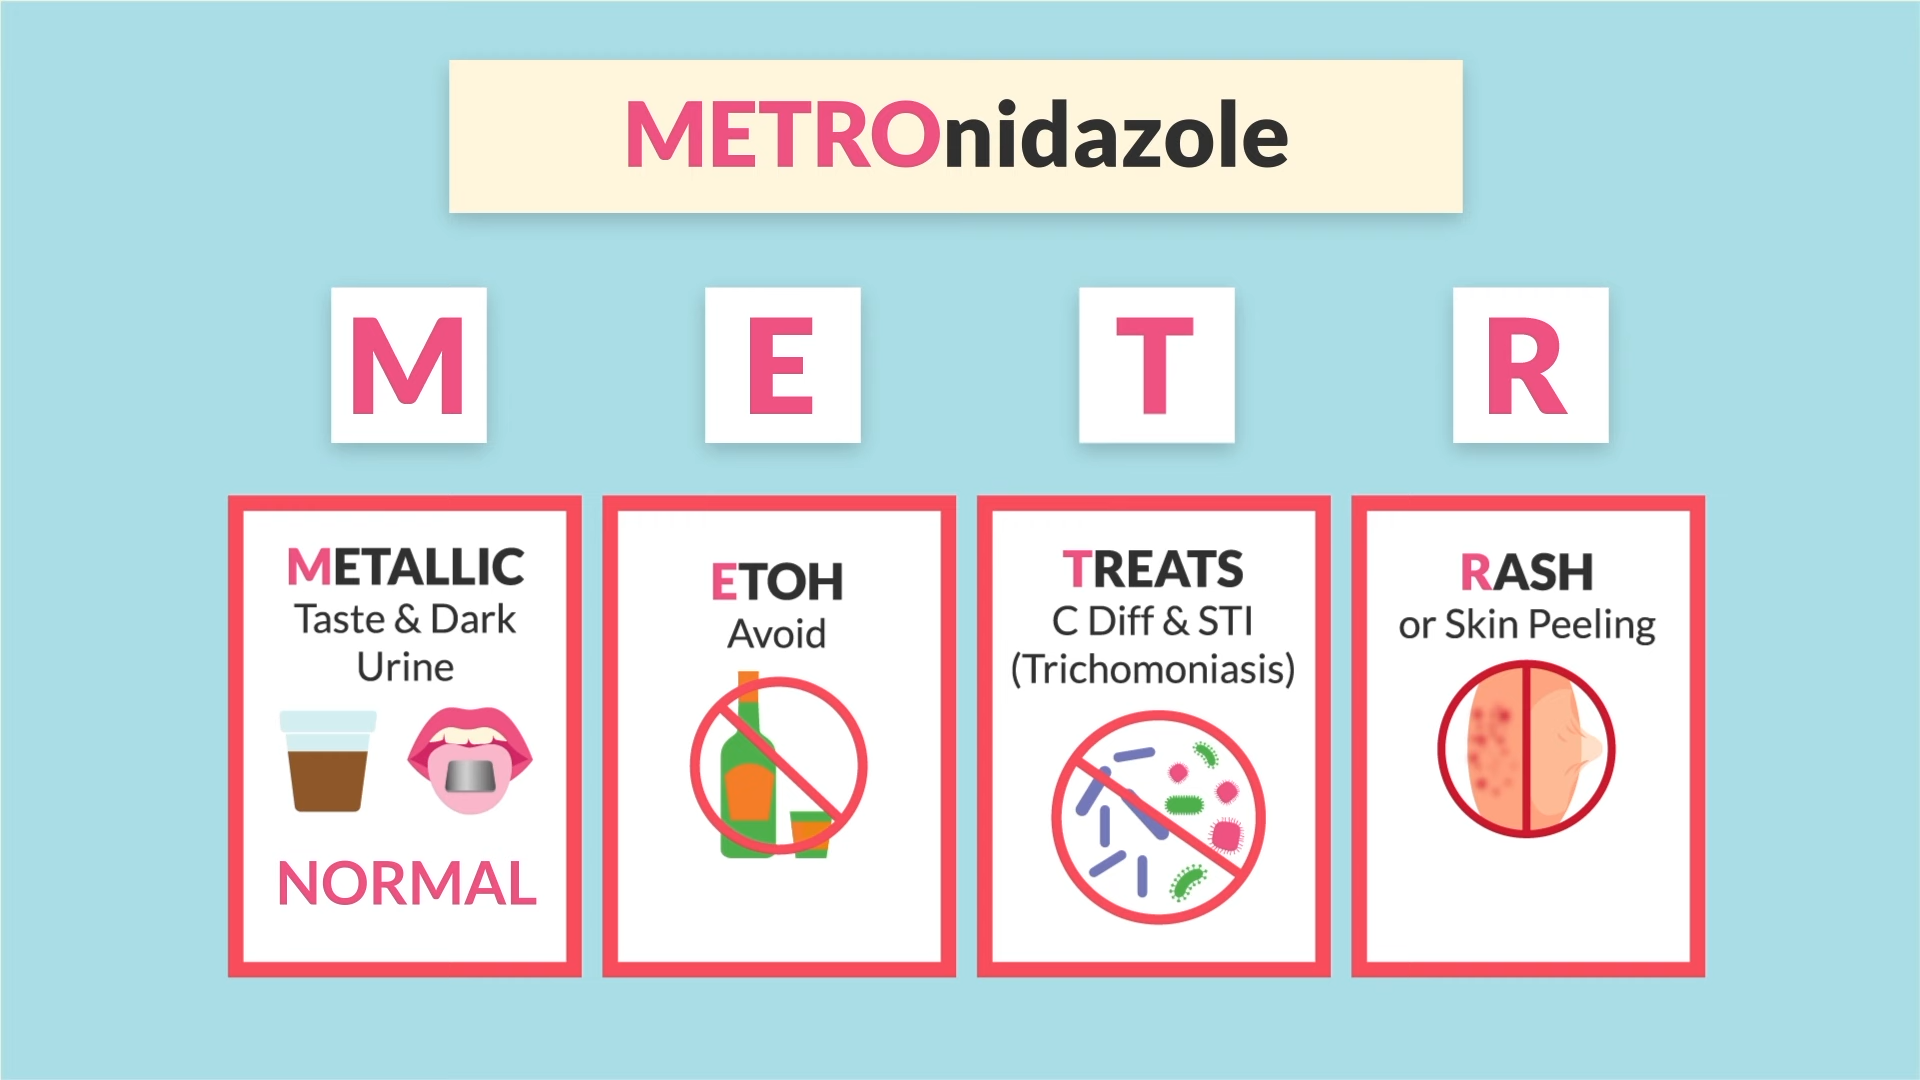 METROnidazole
M
E
T
R
METALLIC
Taste & Dark
Urine
NORMAL
ETOH
Avoid
TREATS
C Diff & STI
(Trichomoniasis)
RASH
or Skin Peeling